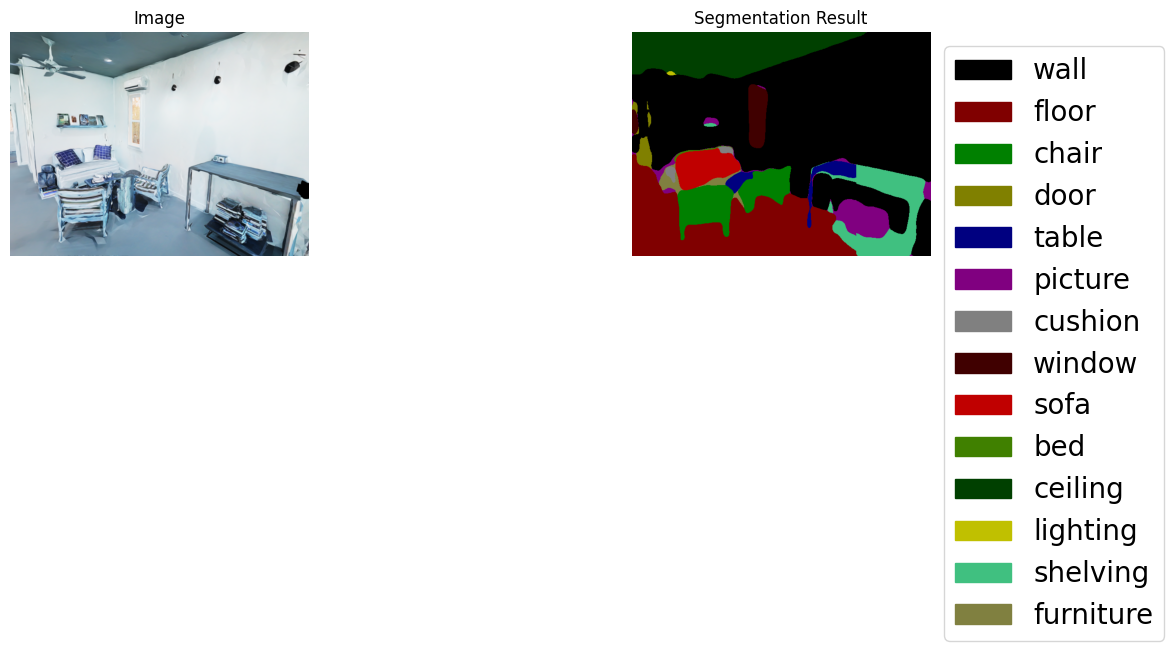 Image
Segmentation Result
wall
floor
chair
door
table
picture
cushion
window
sofa
bed
ceiling
lighting
shelving
furniture